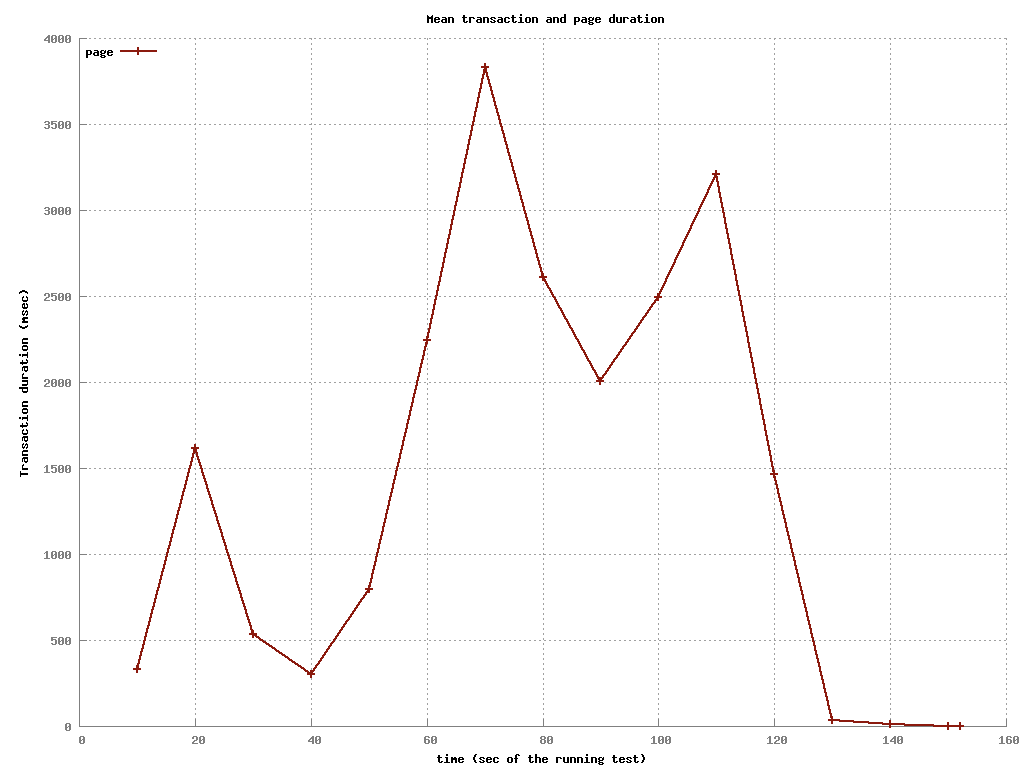 Mean transaction and page duration
4000
page
3500
3000
2500
2000
1500
1000
500
0
Transaction duration (msec)
0 20 40 60 80 100 120 140 160
time (sec of the running test)